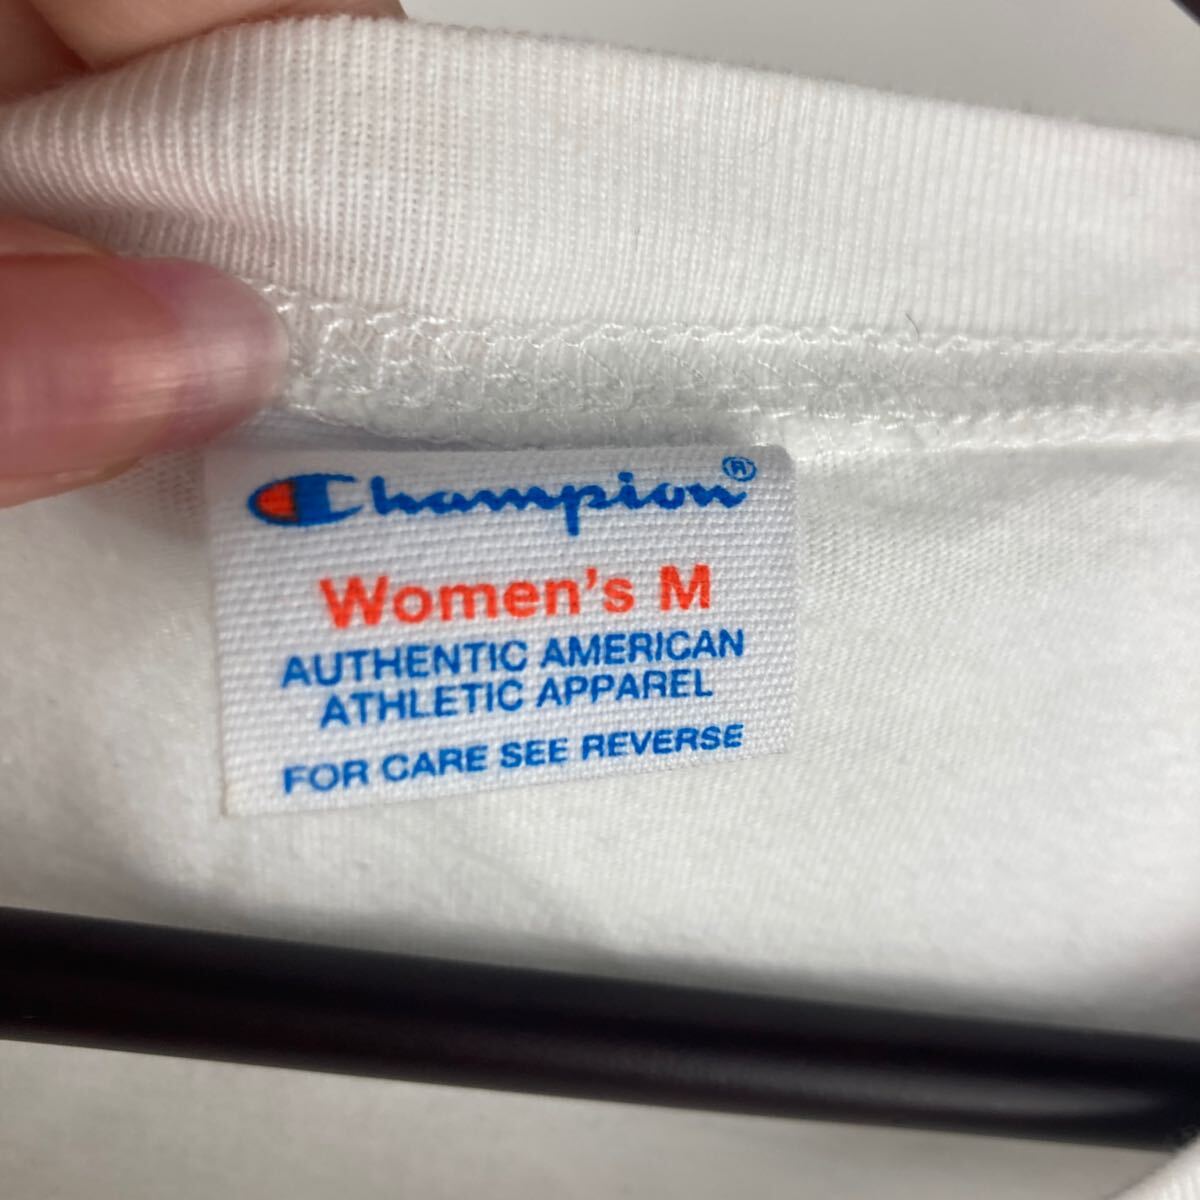 Champion®
Women's M
AUTHENTIC AMERICAN
ATHLETIC APPAREL
FOR CARE SEE REVERSE